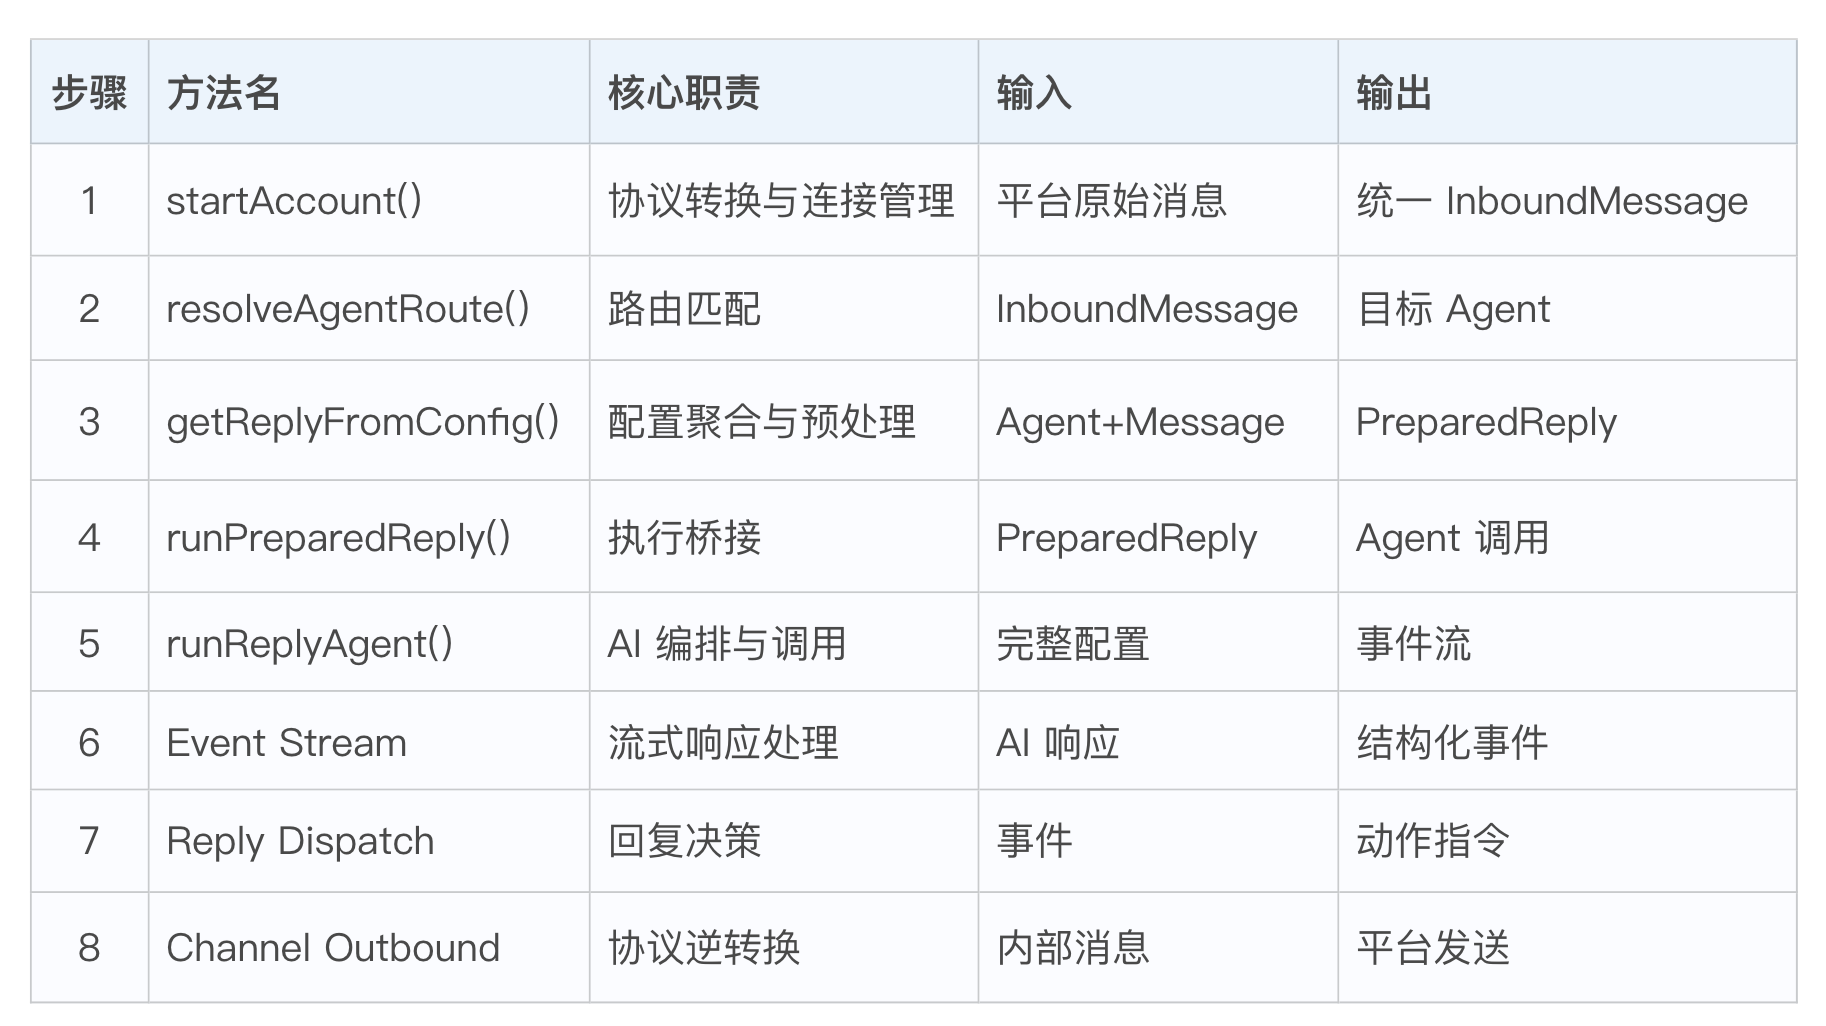 步骤 方法名 核心职责 输入 输出
1 startAccount() 协议转换与连接管理 平台原始消息 统一 InboundMessage
2 resolveAgentRoute() 路由匹配 InboundMessage 目标 Agent
3 getReplyFromConfig() 配置聚合与预处理 Agent+Message PreparedReply
4 runPreparedReply() 执行桥接 PreparedReply Agent 调用
5 runReplyAgent() AI 编排与调用 完整配置 事件流
6 Event Stream 流式响应处理 AI 响应 结构化事件
7 Reply Dispatch 回复决策 事件 动作指令
8 Channel Outbound 协议逆转换 内部消息 平台发送